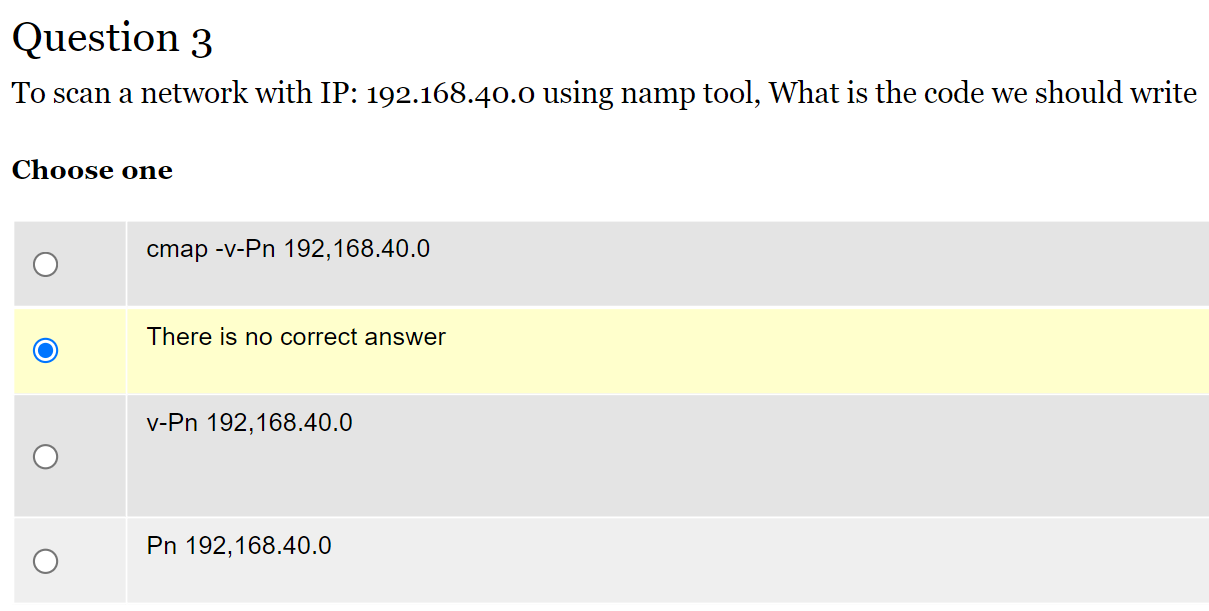 Question 3
To scan a network with IP: 192.168.40.0 using namp tool, What is the code we should write
Choose one
cmap -v-Pn 192,168.40.0
There is no correct answer
v-Pn 192,168.40.0
Pn 192,168.40.0